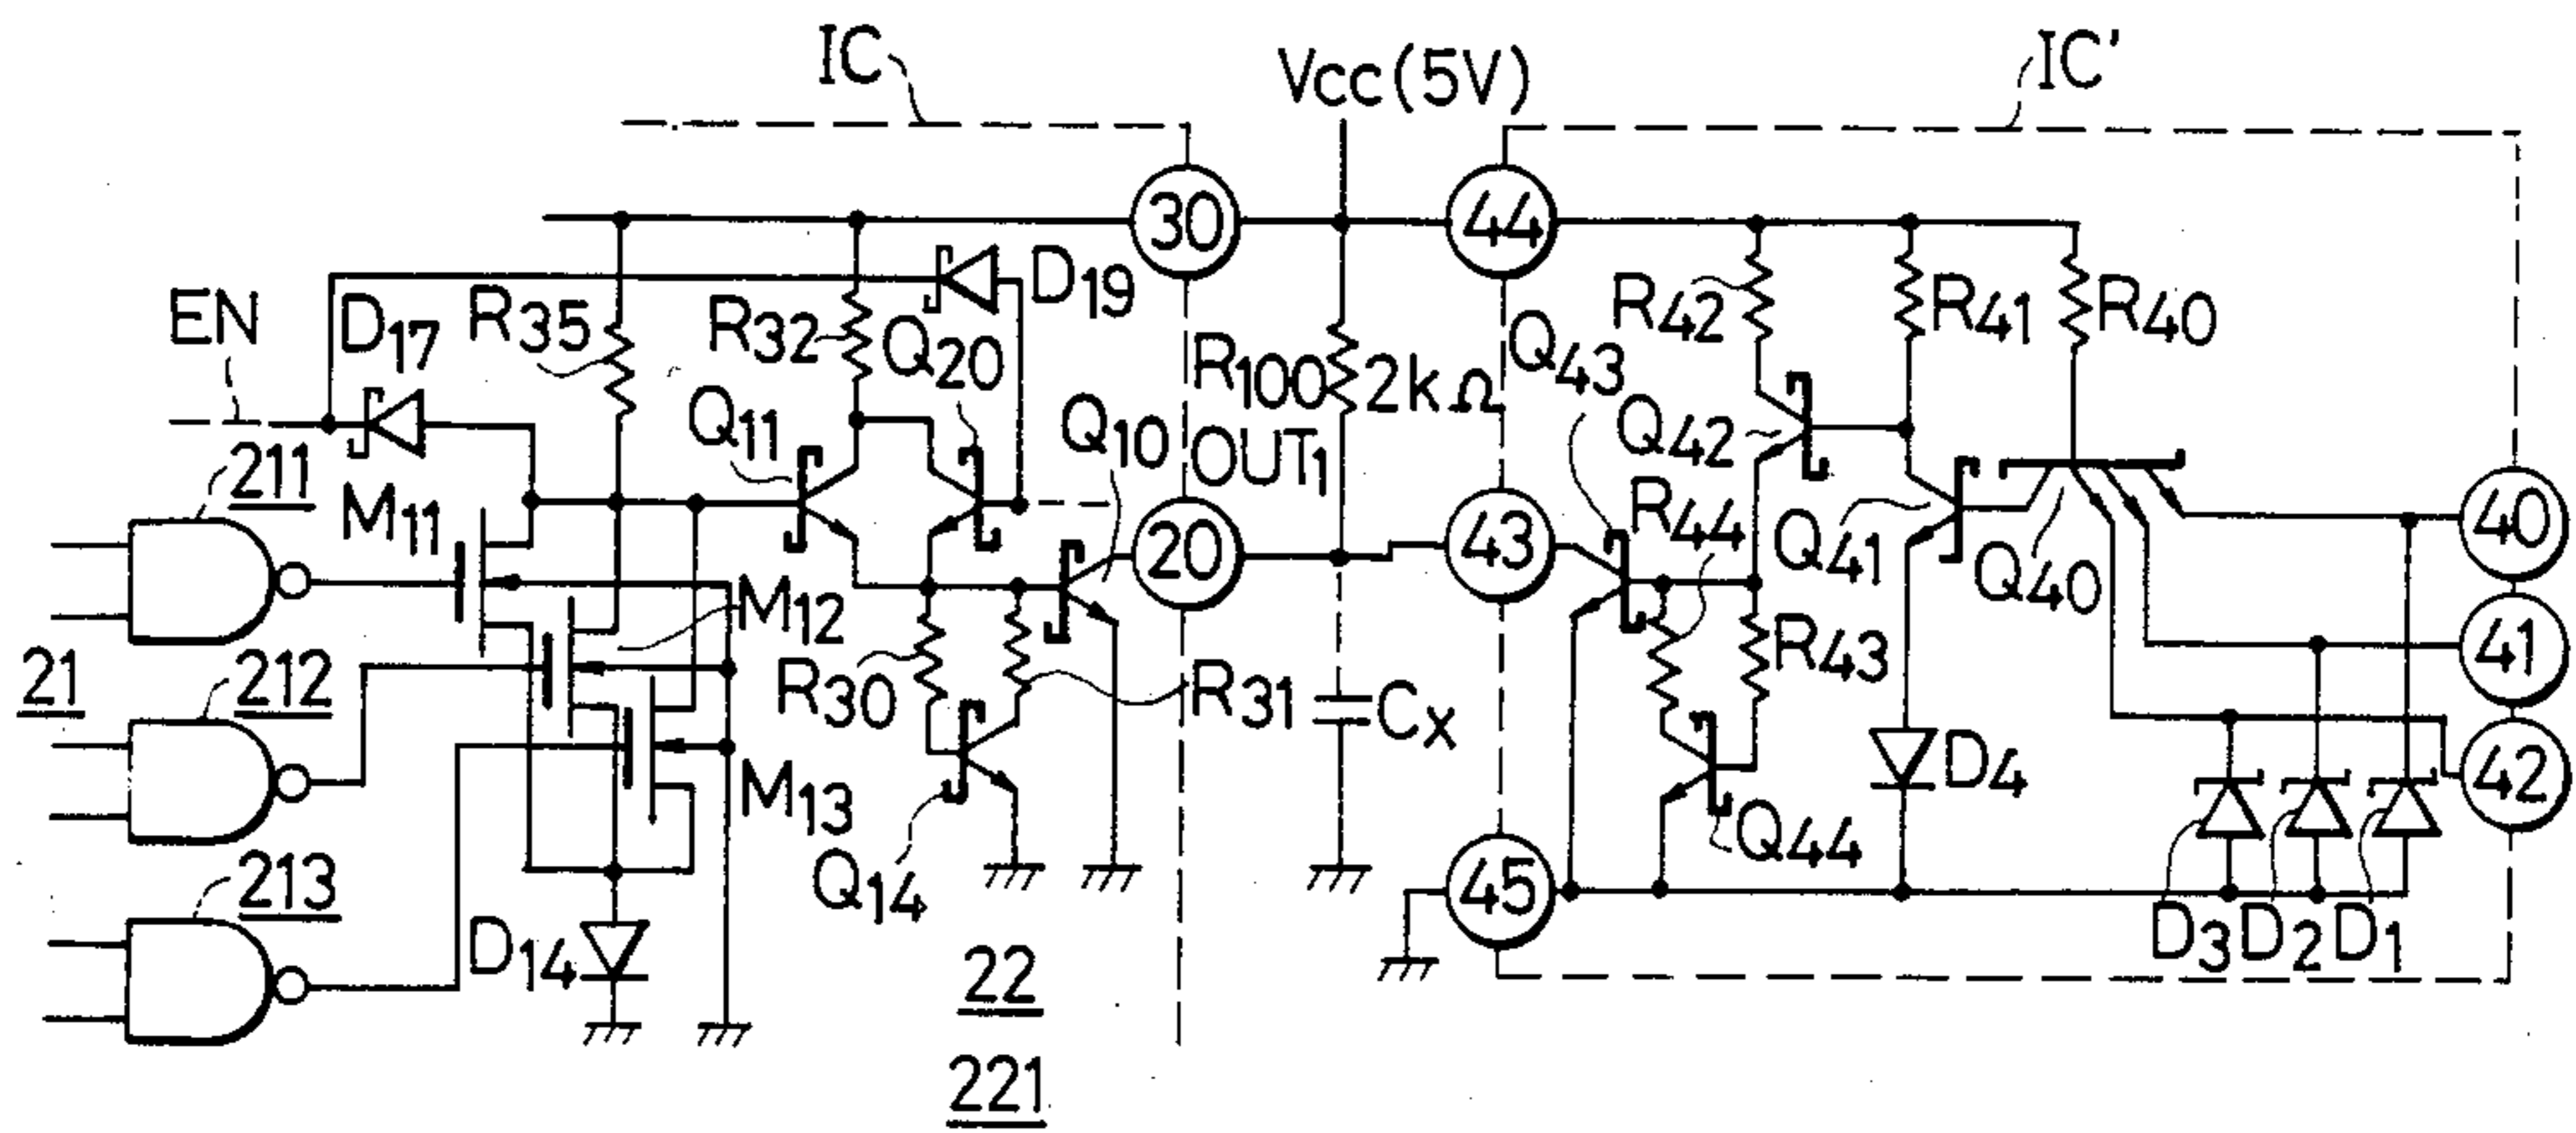 IC
Vcc(5V)
IC'
30
44
EN
D17
R35
R32
Q20
D19
R100
2kΩ
Q43
R42
R41
R40
Q11
Q10
OUT1
Q42
211
M11
R44
20
43
Q41
Q40
40
M12
21
212
R30
R31
Cx
R43
41
M13
D4
42
213
Q14
Q44
D14
45
D3
D2
D1
22
221